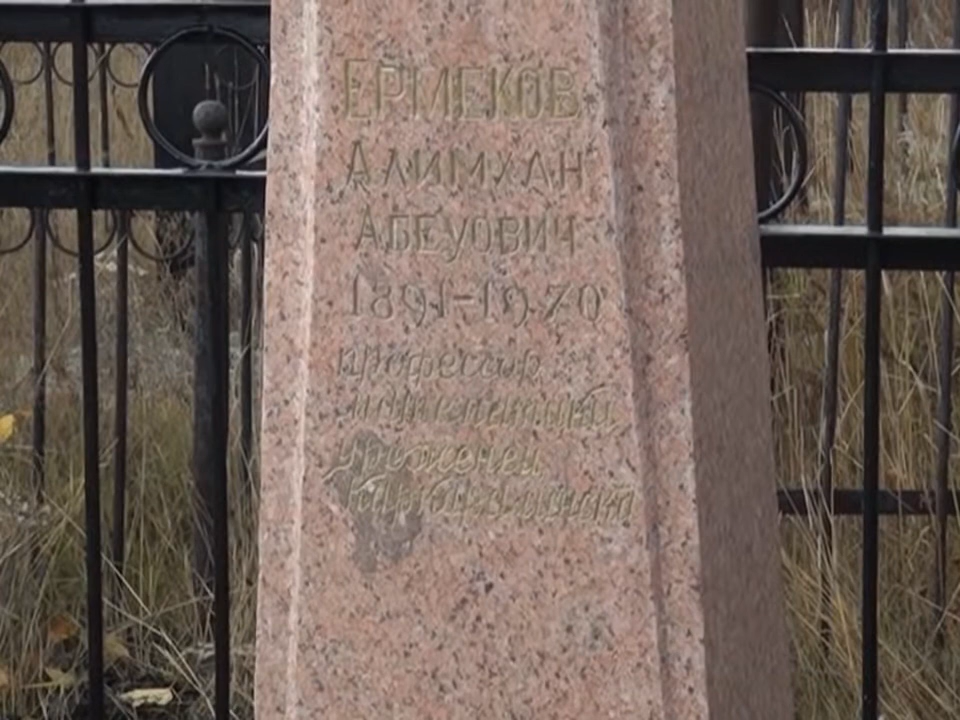 ЕРМЕКОВ
АЛИМХАН
АБЕУОВИЧ
1891-1970
профессор
математики
уроженец